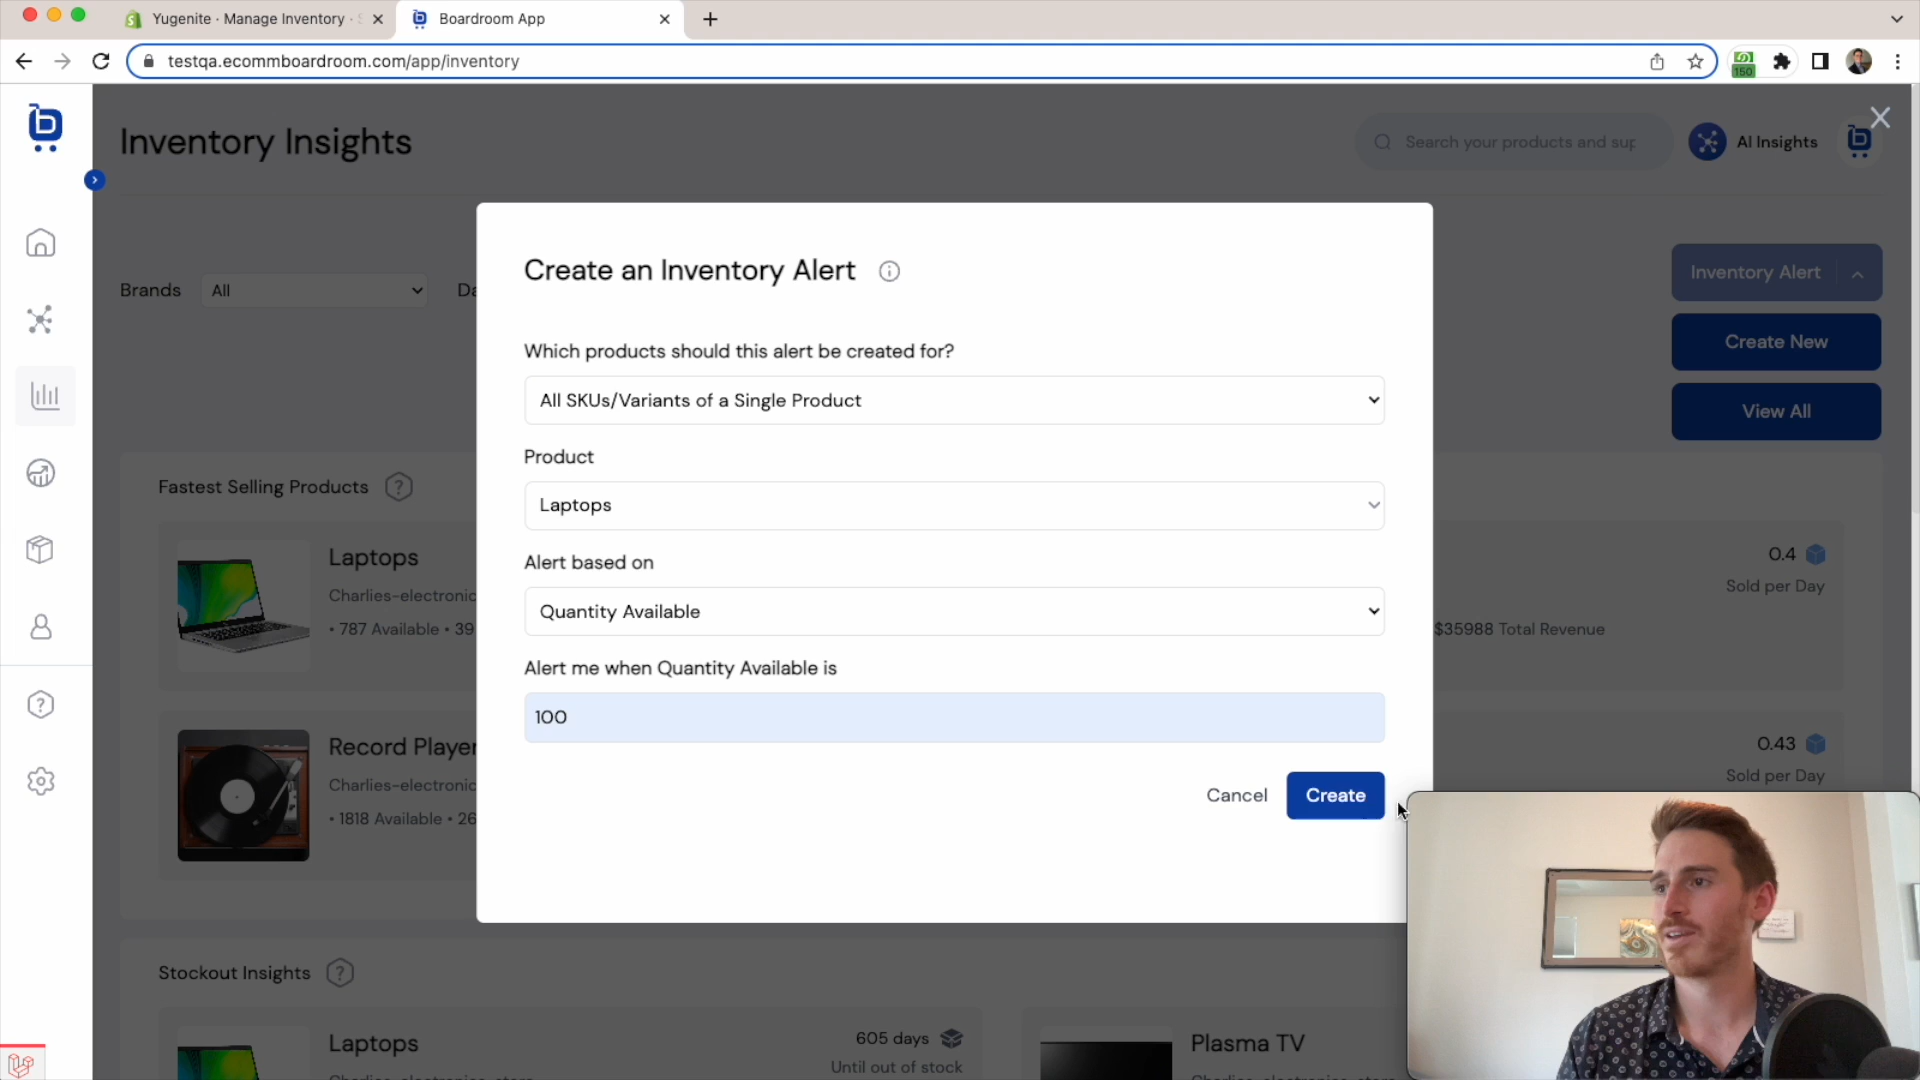 Yugenite · Manage Inventory ·
Boardroom App
testqa.ecommboardroom.com/app/inventory
150
Inventory Insights
Search your products and sup
AI Insights
Create an Inventory Alert
Brands
All
Inventory Alert
Which products should this alert be created for?
Create New
All SKUs/Variants of a Single Product
View All
Product
Fastest Selling Products
Laptops
Laptops
0.4
Alert based on
Sold per Day
Charlies-electronic
Quantity Available
• 787 Available • 39
$35988 Total Revenue
Alert me when Quantity Available is
100
Record Player
0.43
Charlies-electronic
Sold per Day
Cancel
Create
• 1818 Available • 26
Stockout Insights
Laptops
605 days
Until out of stock
Plasma TV